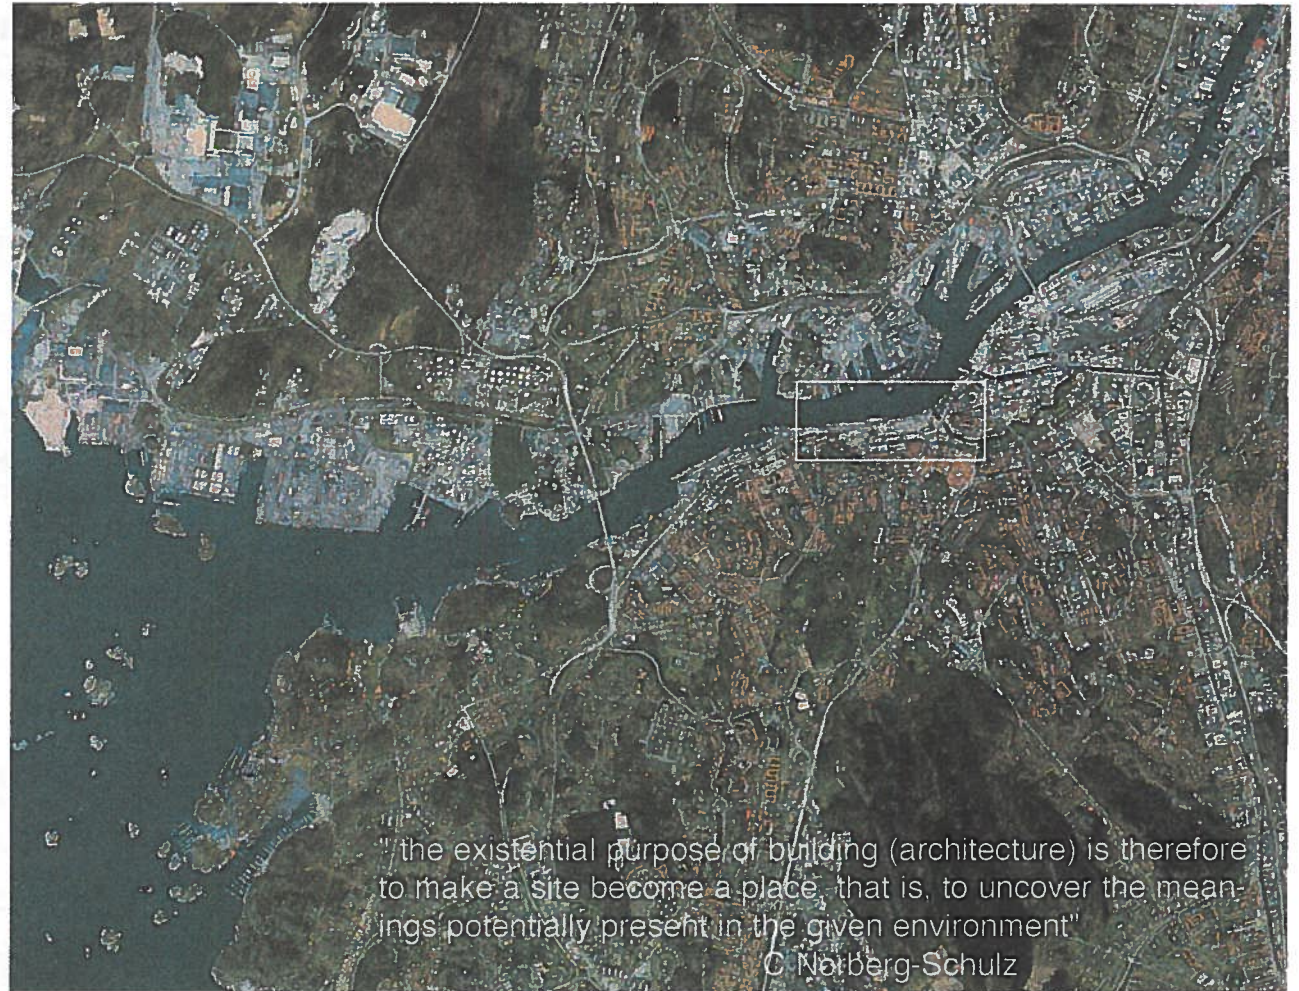 " the existential purpose of building (architecture) is therefore
to make a site become a place, that is, to uncover the mean-
ings potentially present in the given environment"
C Norberg-Schulz